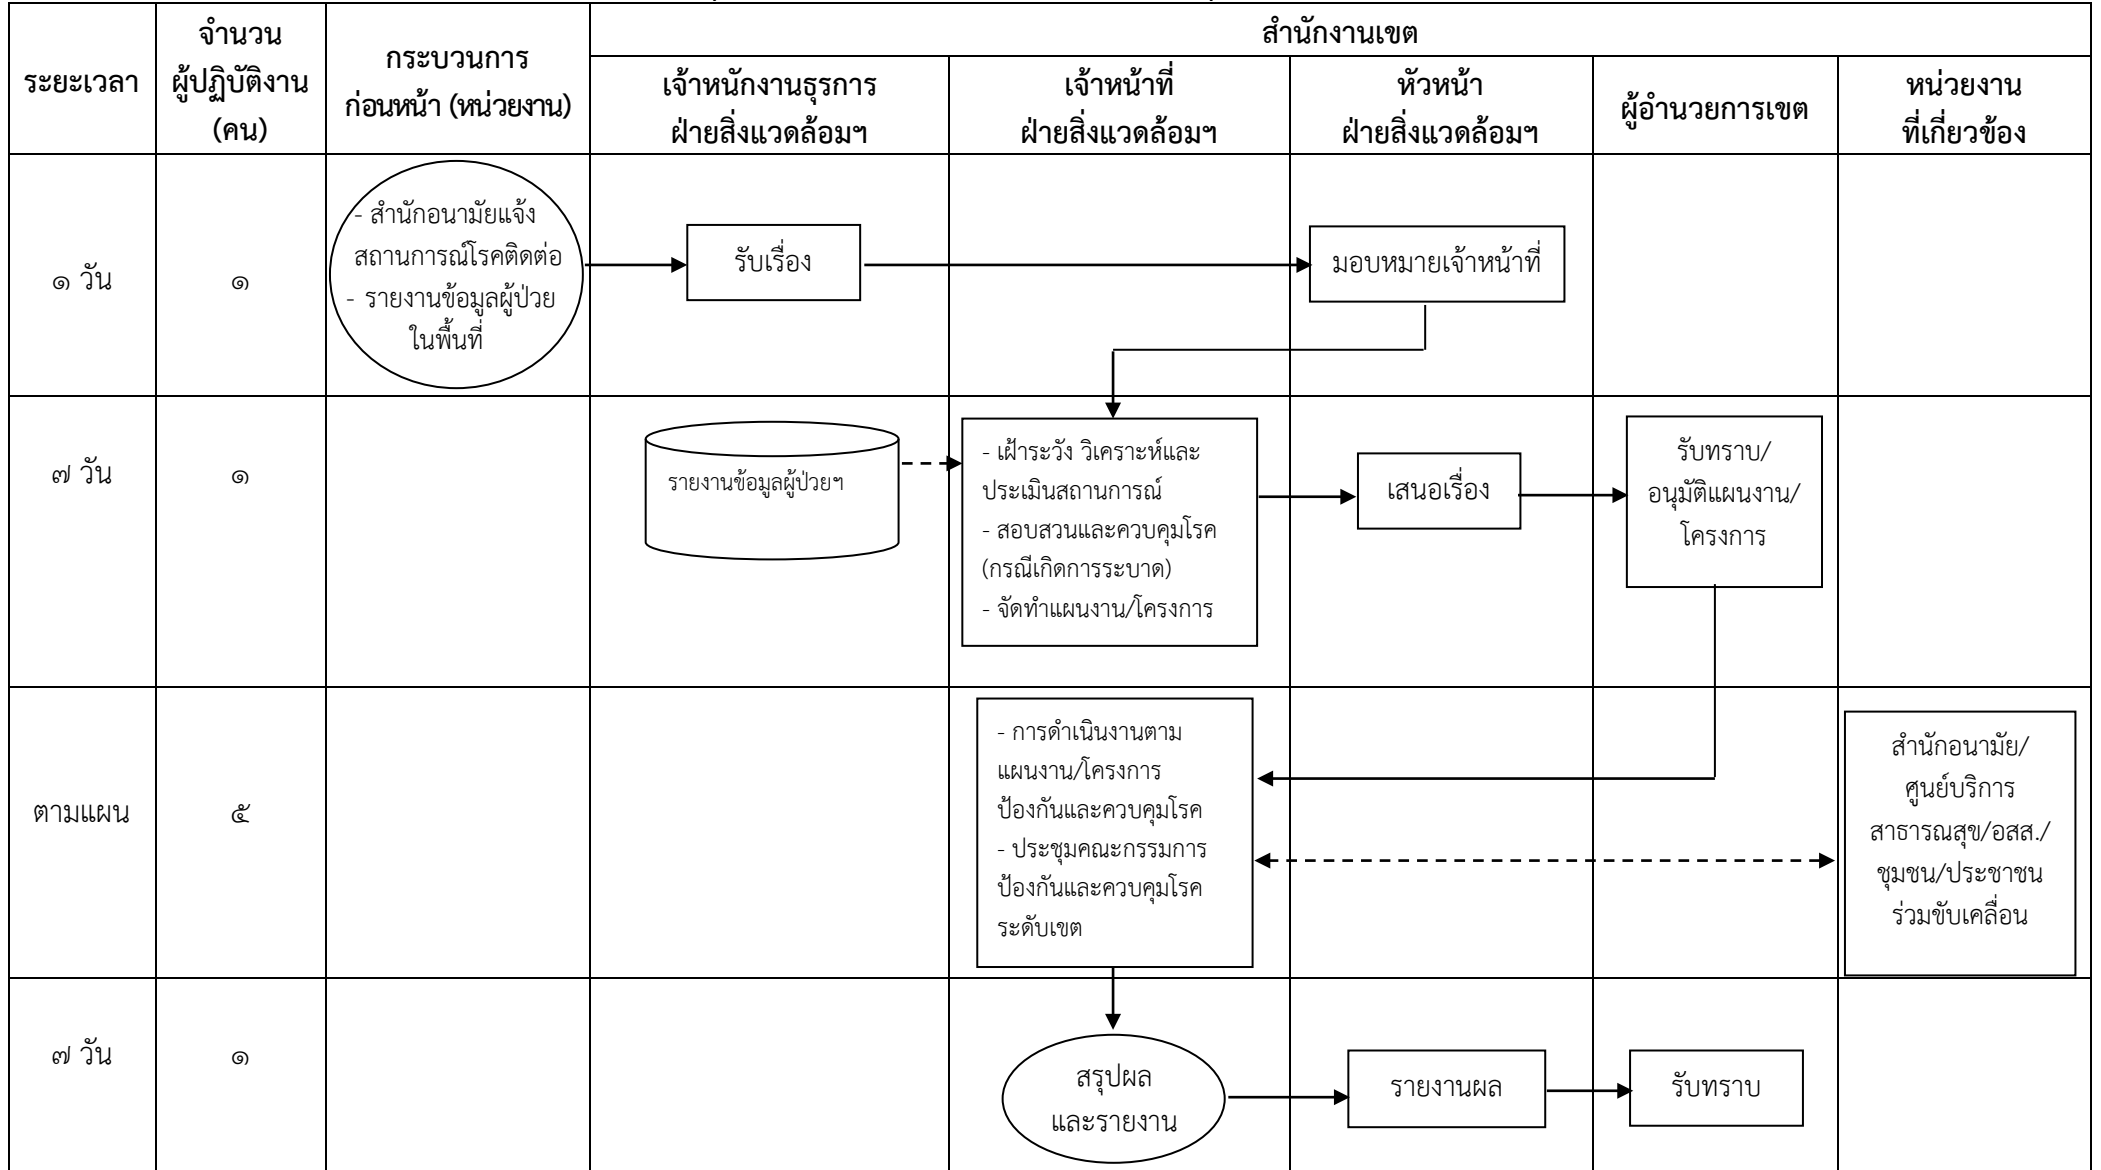 ระยะเวลา
จำนวน
ผู้ปฏิบัติงาน
(คน)
กระบวนการ
ก่อนหน้า (หน่วยงาน)
สำนักงานเขต
เจ้าหนักงานธุรการ
ฝ่ายสิ่งแวดล้อมฯ
เจ้าหน้าที่
ฝ่ายสิ่งแวดล้อมฯ
หัวหน้า
ฝ่ายสิ่งแวดล้อมฯ
ผู้อำนวยการเขต
หน่วยงาน
ที่เกี่ยวข้อง
๑ วัน
๑
- สำนักอนามัยแจ้ง
สถานการณ์โรคติดต่อ
- รายงานข้อมูลผู้ป่วย
ในพื้นที่
รับเรื่อง
มอบหมายเจ้าหน้าที่
๗ วัน
๑
รายงานข้อมูลผู้ป่วยฯ
- เฝ้าระวัง วิเคราะห์และ
ประเมินสถานการณ์
- สอบสวนและควบคุมโรค
(กรณีเกิดการระบาด)
- จัดทำแผนงาน/โครงการ
เสนอเรื่อง
รับทราบ/
อนุมัติแผนงาน/
โครงการ
ตามแผน
๕
- การดำเนินงานตาม
แผนงาน/โครงการ
ป้องกันและควบคุมโรค
- ประชุมคณะกรรมการ
ป้องกันและควบคุมโรค
ระดับเขต
สำนักอนามัย/
ศูนย์บริการ
สาธารณสุข/อสส./
ชุมชน/ประชาชน
ร่วมขับเคลื่อน
๗ วัน
๑
สรุปผล
และรายงาน
รายงานผล
รับทราบ